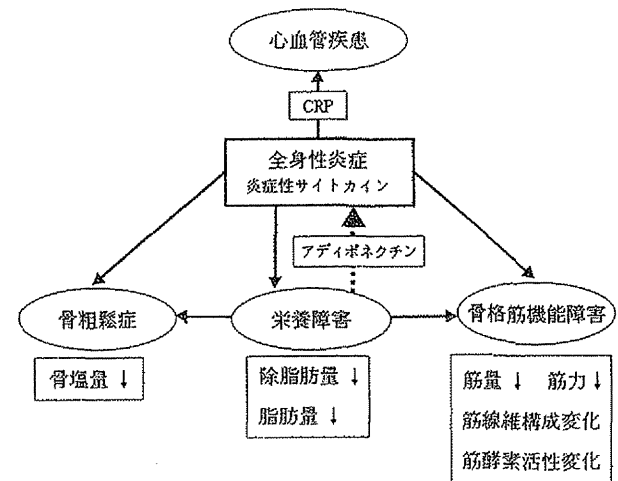 心血管疾患
CRP
全身性炎症
炎症性サイトカイン
アディポネクチン
骨粗鬆症
栄養障害
骨格筋機能障害
骨塩量 ↓
除脂肪量 ↓
脂肪量 ↓
筋量 ↓ 筋力 ↓
筋線維構成変化
筋酵素活性変化